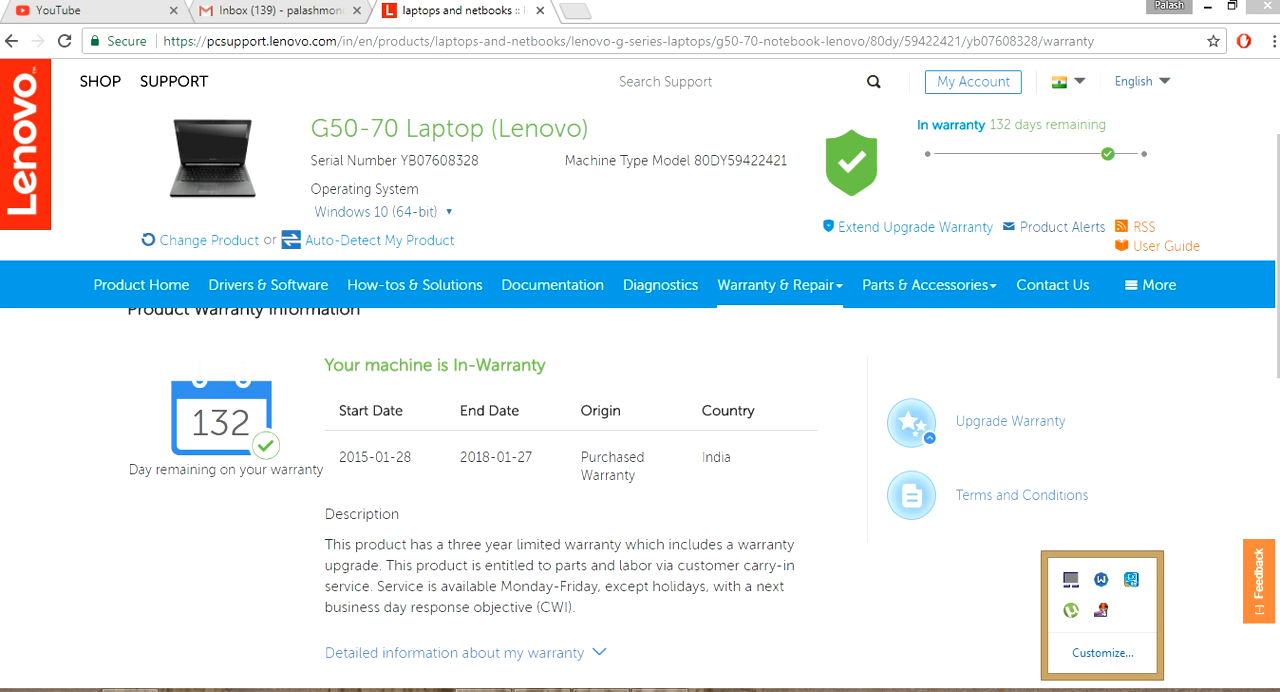 YouTube
Inbox (139) - palashmon
laptops and netbooks :: l
Palash
Secure
https://pcsupport.lenovo.com/in/en/products/laptops-and-netbooks/lenovo-g-series-laptops/g50-70-notebook-lenovo/80dy/59422421/yb07608328/warranty
Lenovo™
SHOP SUPPORT
Search Support
My Account
English
G50-70 Laptop (Lenovo)
In warranty 132 days remaining
Serial Number YB07608328
Machine Type Model 80DY59422421
Operating System
Windows 10 (64-bit)
Extend Upgrade Warranty
Product Alerts
RSS
User Guide
Change Product or Auto-Detect My Product
Product Home Drivers & Software How-tos & Solutions Documentation Diagnostics Warranty & Repair Parts & Accessories Contact Us More
Product Warranty Information
Your machine is In-Warranty
132
Day remaining on your warranty
Start Date End Date Origin Country
2015-01-28 2018-01-27 Purchased India
Warranty
Upgrade Warranty
Terms and Conditions
Description
This product has a three year limited warranty which includes a warranty
upgrade. This product is entitled to parts and labor via customer carry-in
service. Service is available Monday-Friday, except holidays, with a next
business day response objective (CWI).
Detailed information about my warranty
Customize...
[-] Feedback